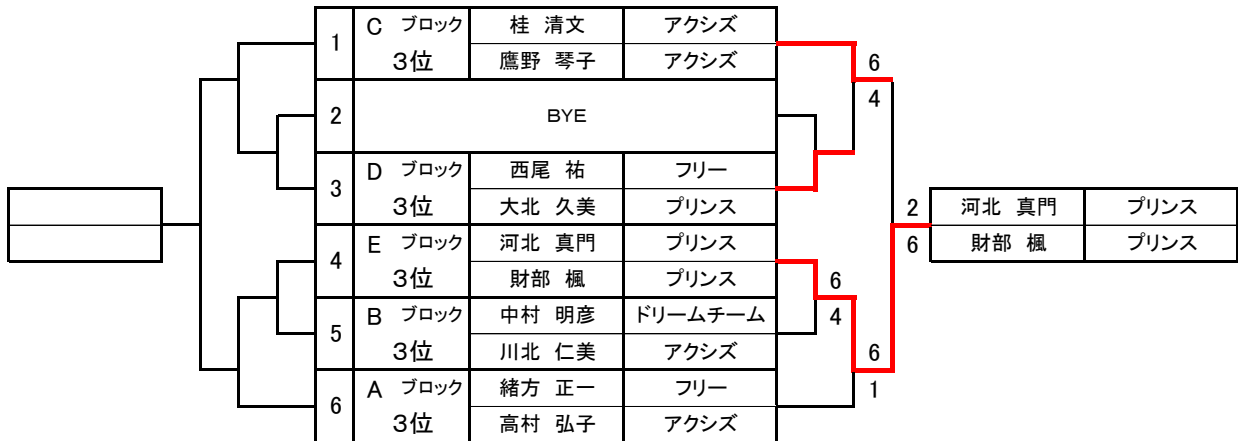 1 C ブロック 桂 清文 アクシズ
3位 鷹野 琴子 アクシズ
6
4
2 BYE
3 D ブロック 西尾 祐 フリー
3位 大北 久美 プリンス
2 河北 真門 プリンス
6 財部 楓 プリンス
4 E ブロック 河北 真門 プリンス
3位 財部 楓 プリンス
6
4
5 B ブロック 中村 明彦 ドリームチーム
3位 川北 仁美 アクシズ
6
1
6 A ブロック 緒方 正一 フリー
3位 高村 弘子 アクシズ